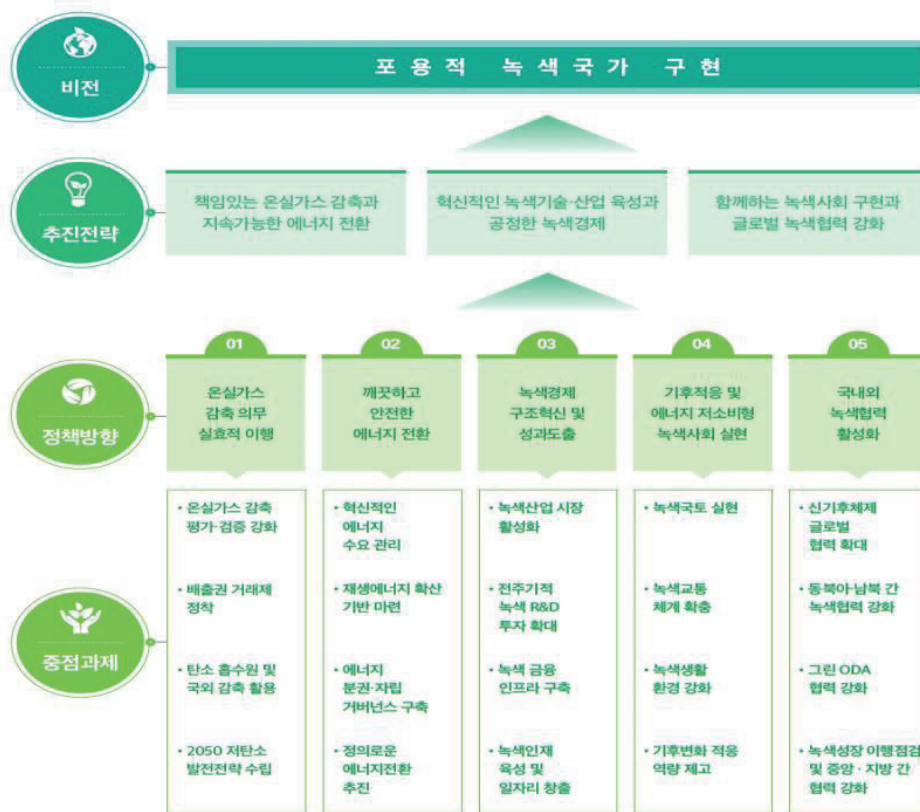 비전
포용적 녹색국가 구현
추진전략
책임있는 온실가스 감축과
지속가능한 에너지 전환
혁신적인 녹색기술·산업 육성과
공정한 녹색경제
함께하는 녹색사회 구현과
글로벌 녹색협력 강화
정책방향
01
온실가스
감축 의무
실효적 이행
02
깨끗하고
안전한
에너지 전환
03
녹색경제
구조혁신 및
성과도출
04
기후적응 및
에너지 저소비형
녹색사회 실현
05
국내외
녹색협력
활성화
중점과제
• 온실가스 감축
평가·검증 강화
• 배출권 거래제
정착
• 탄소 흡수원 및
국외 감축 활용
• 2050 저탄소
발전전략 수립
• 혁신적인
에너지
수요 관리
• 재생에너지 확산
기반 마련
• 에너지
분권·자립
거버넌스 구축
• 정의로운
에너지전환
추진
• 녹색산업 시장
활성화
• 전주기적
녹색 R&D
투자 확대
• 녹색 금융
인프라 구축
• 녹색인재
육성 및
일자리 창출
• 녹색국토 실현
• 녹색교통
체계 확충
• 녹색생활
환경 강화
• 기후변화 적응
역량 제고
• 신기후체제
글로벌
협력 확대
• 동북아·남북 간
녹색협력 강화
• 그린 ODA
협력 강화
• 녹색성장 이행점검
및 중앙·지방 간
협력 강화